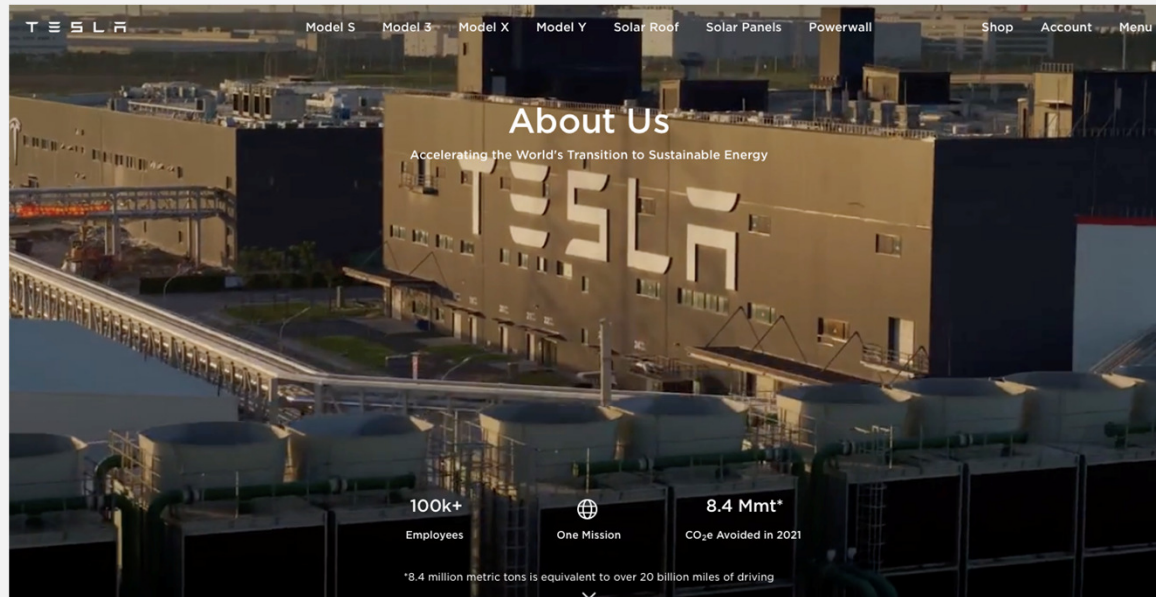 TESLA
Model S Model 3 Model X Model Y Solar Roof Solar Panels Powerwall
Shop Account Menu
About Us
Accelerating the World's Transition to Sustainable Energy
TESLA
100k+
Employees
One Mission
8.4 Mmt*
CO₂e Avoided in 2021
*8.4 million metric tons is equivalent to over 20 billion miles of driving